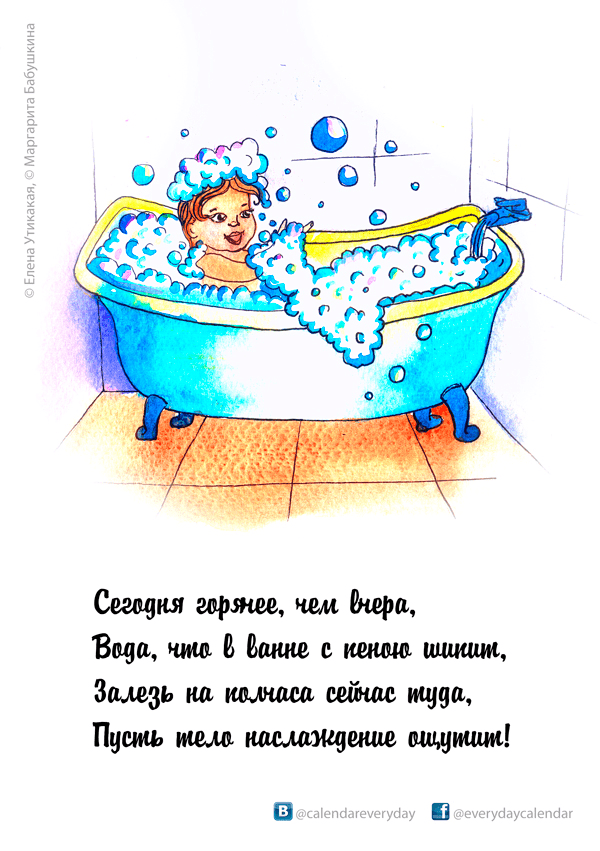 © Елена Утикакая, © Маргарита Бабушкина
Сегодня горячее, чем вчера,
Вода, что в ванне с пеною шипит,
Залезь на полчаса сейчас туда,
Пусть тело наслаждение ощутит!
В @calendareveryday f @everydaycalendar